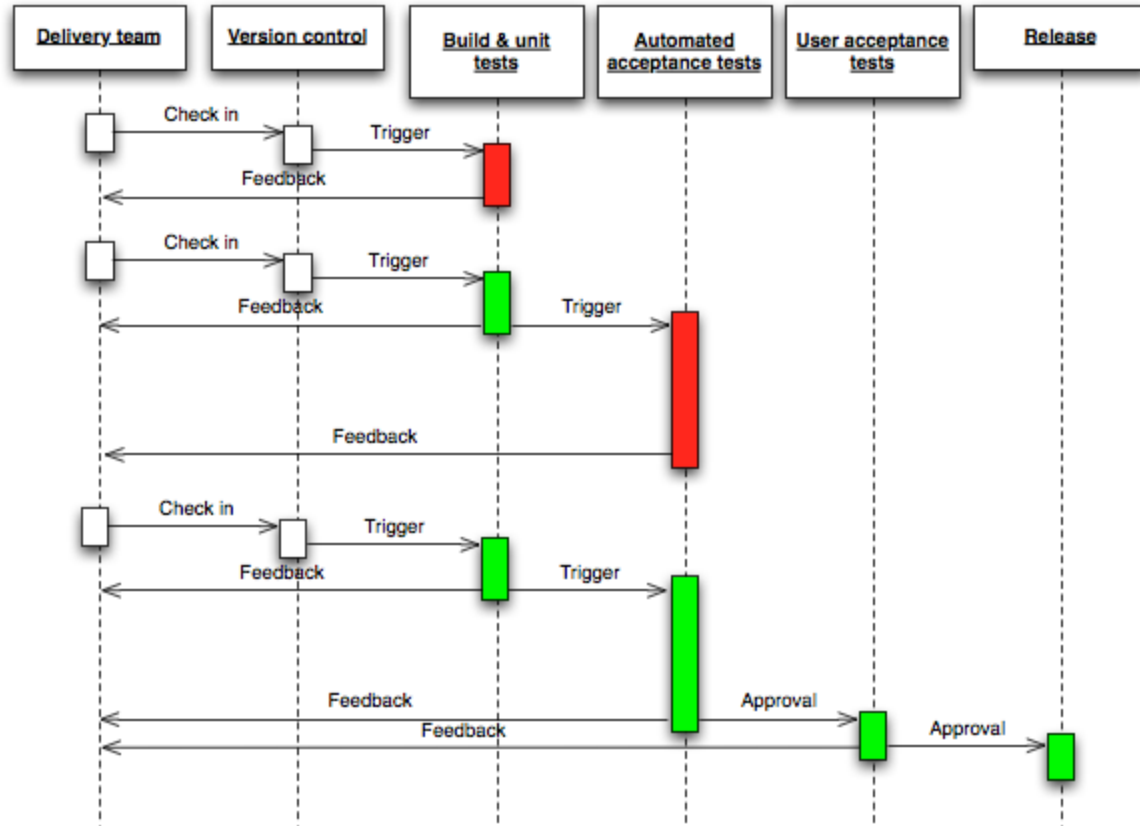 Delivery team
Version control
Build & unit
tests
Automated
acceptance tests
User acceptance
tests
Release
Check in
Trigger
Feedback
Check in
Trigger
Feedback
Trigger
Feedback
Check in
Trigger
Feedback
Trigger
Feedback
Approval
Feedback
Approval